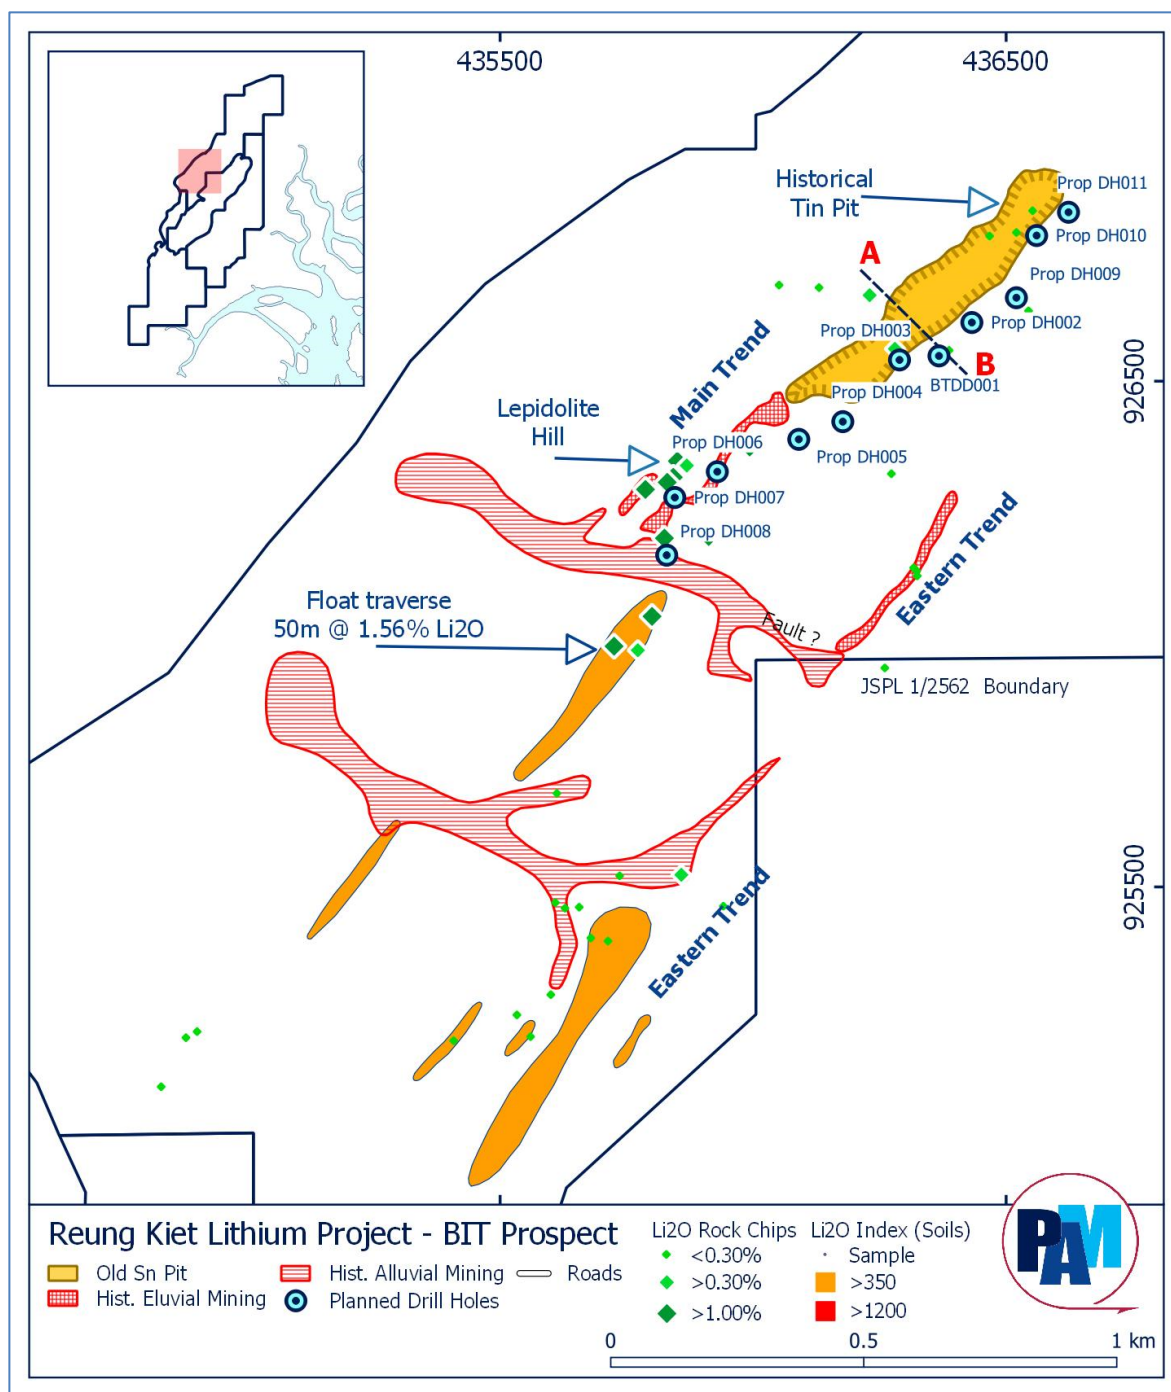 435500
436500
Historical
Tin Pit
Prop DH011
Prop DH010
A
Prop DH009
Prop DH003
Prop DH002
Main Trend
B
BTDD001
926500
Prop DH004
Lepidolite
Hill
Prop DH006
Prop DH005
Prop DH007
Prop DH008
Eastern Trend
Float traverse
50m @ 1.56% Li2O
Fault ?
JSPL 1/2562 Boundary
925500
Eastern Trend
Reung Kiet Lithium Project - BIT Prospect
Old Sn Pit
Hist. Alluvial Mining
Roads
Hist. Eluvial Mining
Planned Drill Holes
Li2O Rock Chips
<0.30%
>0.30%
>1.00%
Li2O Index (Soils)
Sample
>350
>1200
PAM
0
0.5
1 km